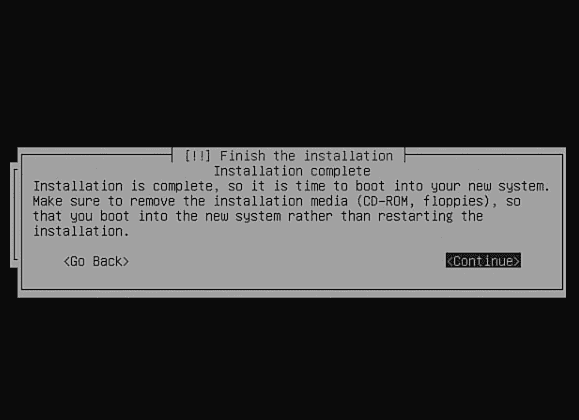 [!!] Finish the installation
Installation complete
Installation is complete, so it is time to boot into your new system.
Make sure to remove the installation media (CD-ROM, floppies), so
that you boot into the new system rather than restarting the
installation.
<Go Back>
<Continue>